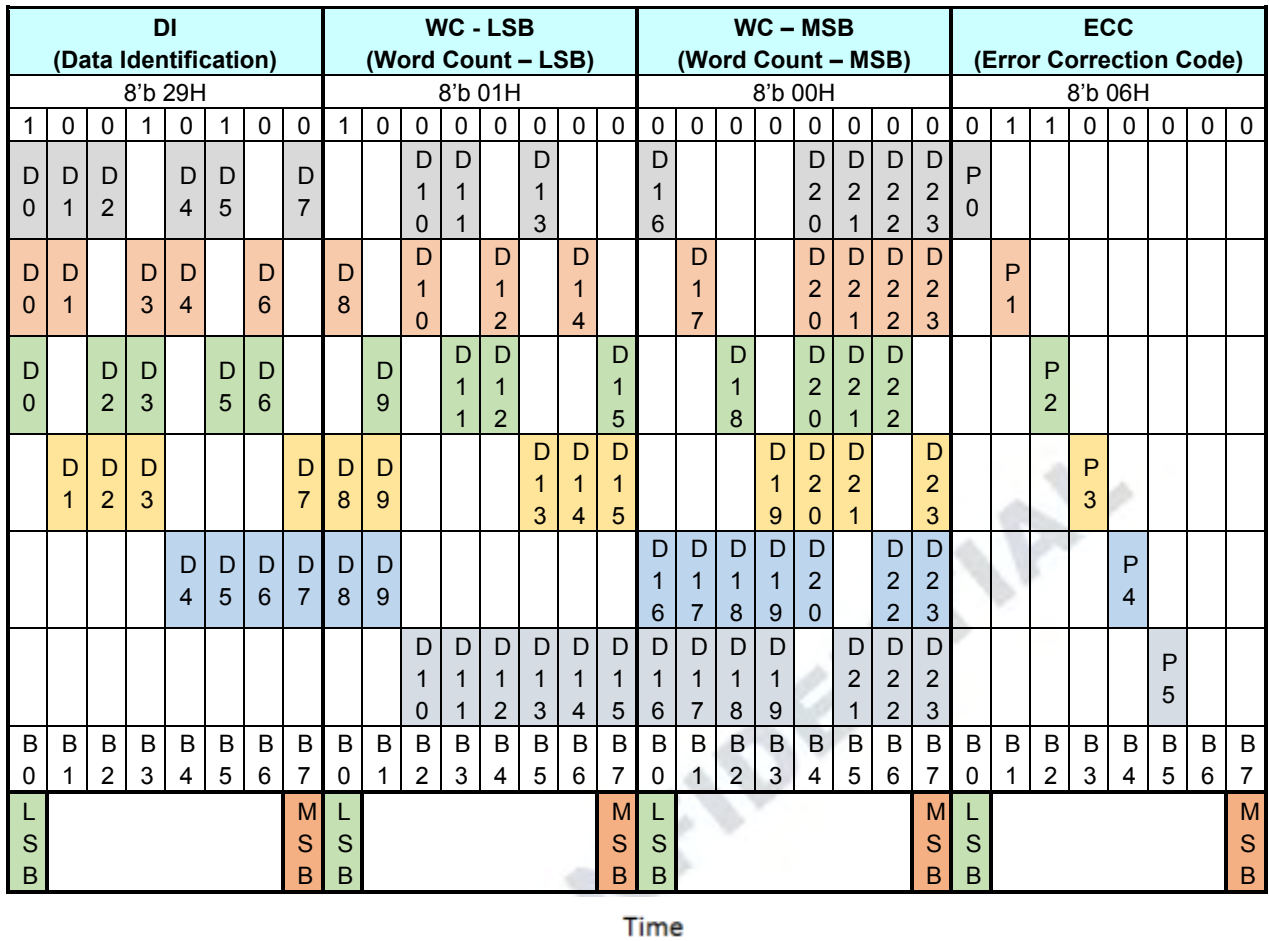 DI WC - LSB WC – MSB ECC
(Data Identification) (Word Count – LSB) (Word Count – MSB) (Error Correction Code)
8’b 29H 8’b 01H 8’b 00H 8’b 06H
1 0 0 1 0 1 0 0 1 0 0 0 0 0 0 0 0 0 0 0 0 0 0 0 0 1 1 0 0 0 0 0
D0 D1 D2 D4 D5 D7 D10 D11 D13 D16 D20 D21 D22 D23 P0
D0 D1 D3 D4 D6 D8 D10 D12 D14 D17 D20 D21 D22 D23 P1
D0 D2 D3 D5 D6 D9 D11 D12 D15 D18 D20 D21 D22 P2
D1 D2 D3 D7 D8 D9 D13 D14 D15 D19 D20 D21 D23 P3
D4 D5 D6 D7 D8 D9 D16 D17 D18 D19 D20 D22 D23 P4
D10 D11 D12 D13 D14 D15 D16 D17 D18 D19 D21 D22 D23 P5
B0 B1 B2 B3 B4 B5 B6 B7 B0 B1 B2 B3 B4 B5 B6 B7 B0 B1 B2 B3 B4 B5 B6 B7 B0 B1 B2 B3 B4 B5 B6 B7
LSB MSB LSB MSB LSB MSB LSB MSB
Time